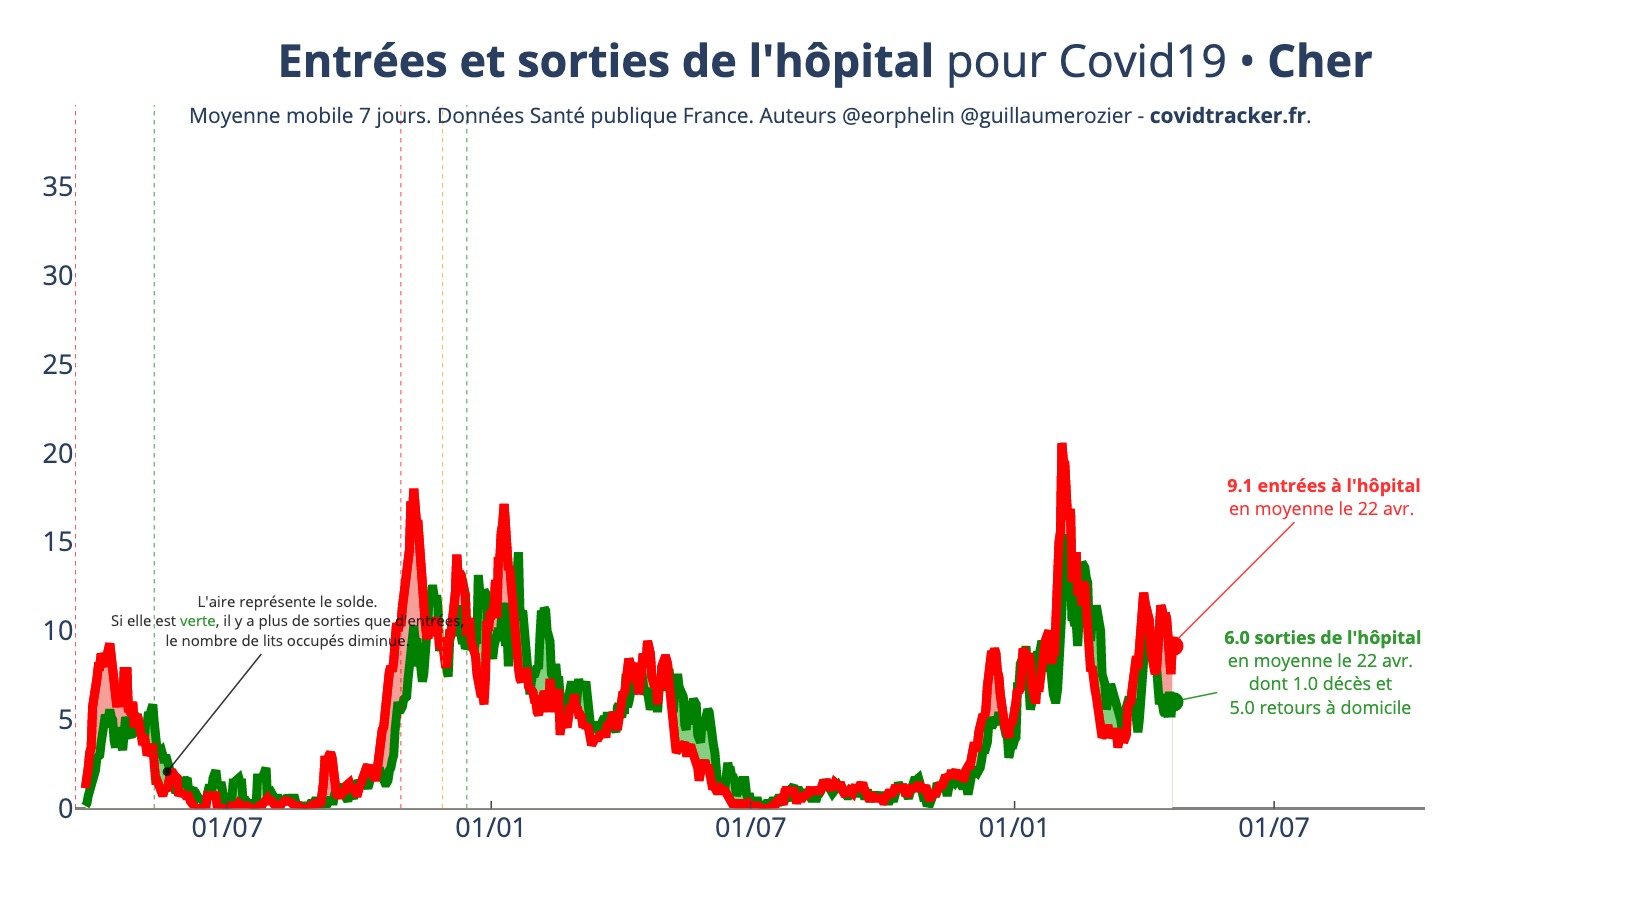 Entrées et sorties de l'hôpital pour Covid19 • Cher
Moyenne mobile 7 jours. Données Santé publique France. Auteurs @eorphelin @guillaumerozier - covidtracker.fr.
35
30
25
20
15
10
5
0
L'aire représente le solde.
Si elle est verte, il y a plus de sorties que d'entrées,
le nombre de lits occupés diminue.
9.1 entrées à l'hôpital
en moyenne le 22 avr.
6.0 sorties de l'hôpital
en moyenne le 22 avr.
dont 1.0 décès et
5.0 retours à domicile
01/07
01/01
01/07
01/01
01/07